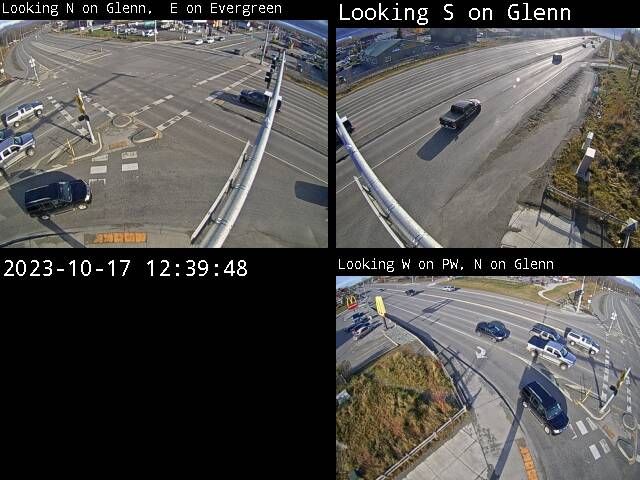 Looking N on Glenn,  E on Evergreen
Looking S on Glenn
2023-10-17 12:39:48
Looking W on PW, N on Glenn